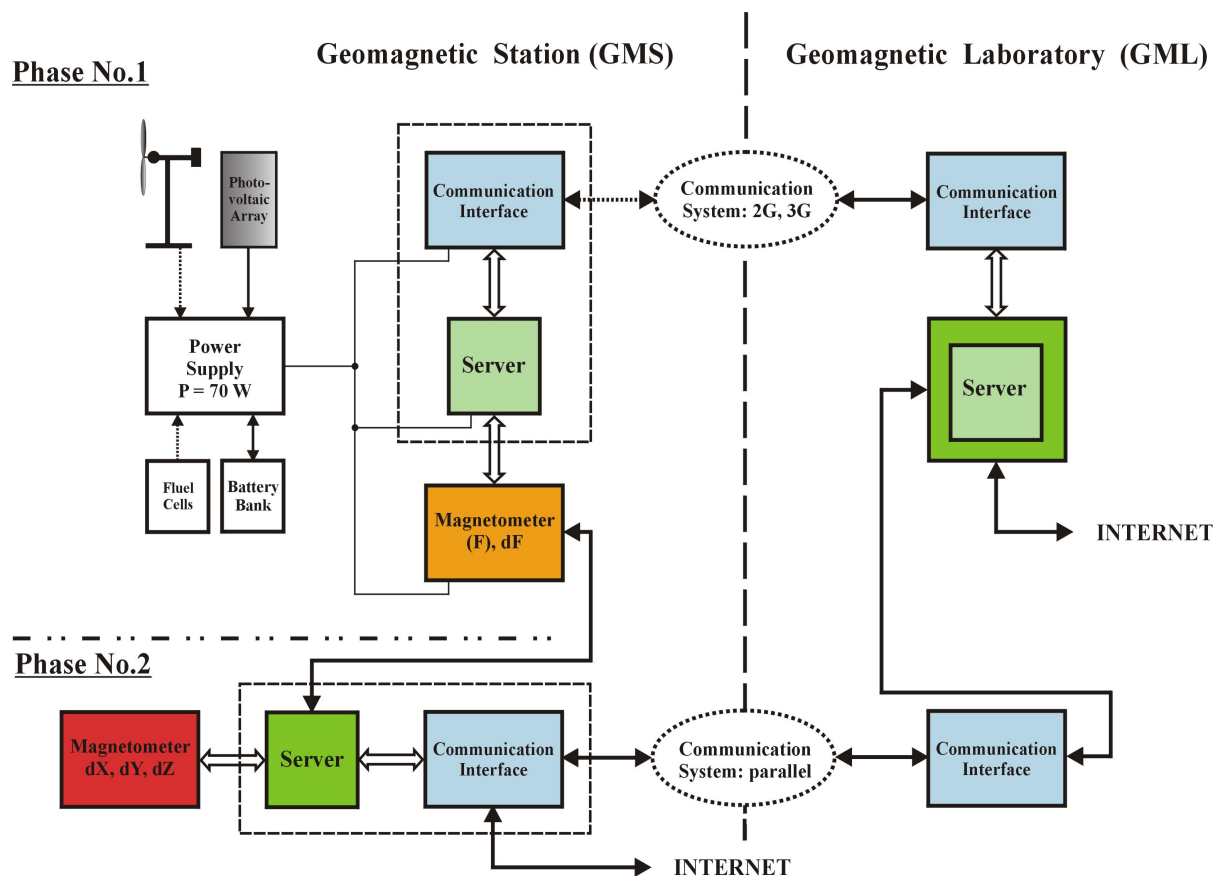 Geomagnetic Station (GMS)
Geomagnetic Laboratory (GML)
Phase No.1
Photo-
voltaic
Array
Communication
Interface
Communication
System: 2G, 3G
Communication
Interface
Power
Supply
P = 70 W
Server
Server
Fluel
Cells
Battery
Bank
Magnetometer
(F), dF
INTERNET
Phase No.2
Magnetometer
dX, dY, dZ
Server
Communication
Interface
Communication
System: parallel
Communication
Interface
INTERNET